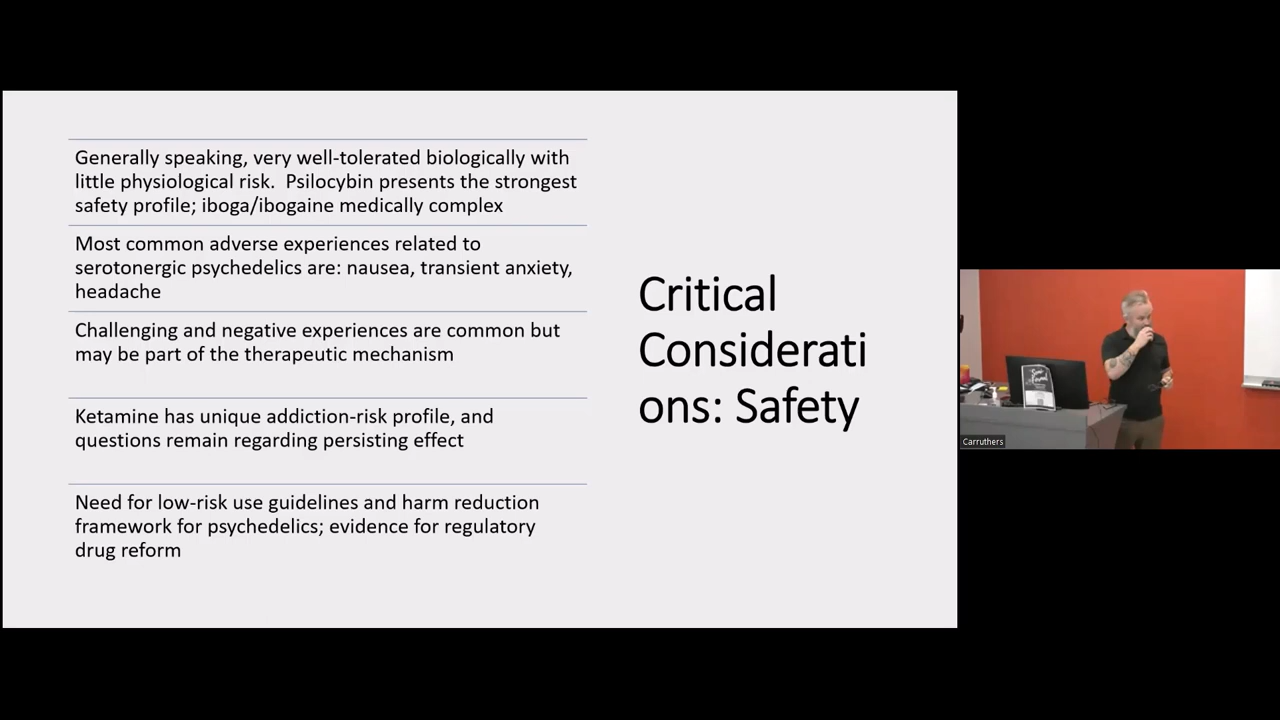 Generally speaking, very well-tolerated biologically with
little physiological risk.  Psilocybin presents the strongest
safety profile; iboga/ibogaine medically complex
Most common adverse experiences related to
serotonergic psychedelics are: nausea, transient anxiety,
headache
Challenging and negative experiences are common but
may be part of the therapeutic mechanism
Ketamine has unique addiction-risk profile, and
questions remain regarding persisting effect
Need for low-risk use guidelines and harm reduction
framework for psychedelics; evidence for regulatory
drug reform
Critical
Considerati
ons: Safety
Carruthers